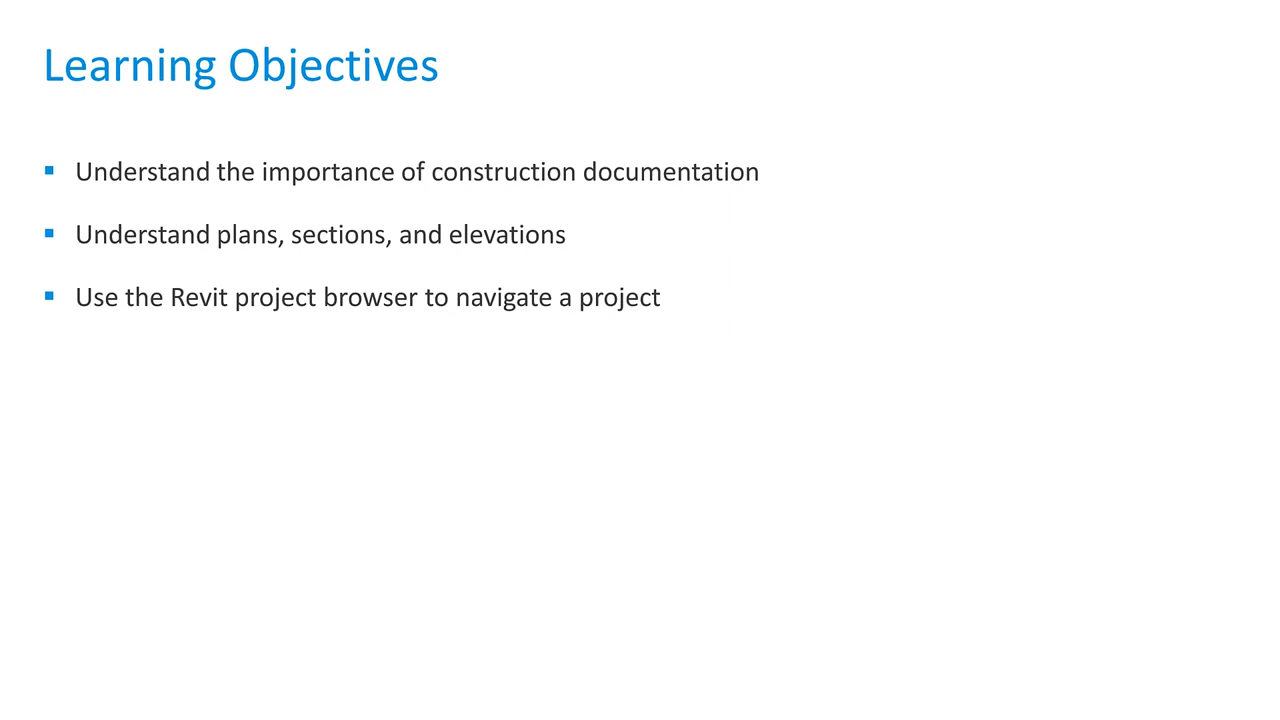 Learning Objectives
▪ Understand the importance of construction documentation
▪ Understand plans, sections, and elevations
▪ Use the Revit project browser to navigate a project